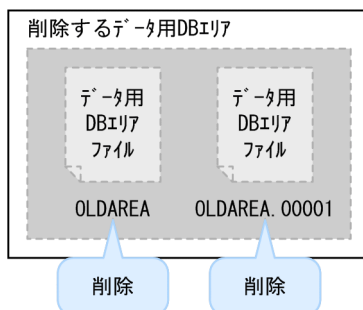 削除するﾃﾞｰﾀ用DBｴﾘｱ
ﾃﾞｰﾀ用
DBｴﾘｱ
ﾌｧｲﾙ
ﾃﾞｰﾀ用
DBｴﾘｱ
ﾌｧｲﾙ
OLDAREA
OLDAREA.00001
削除
削除